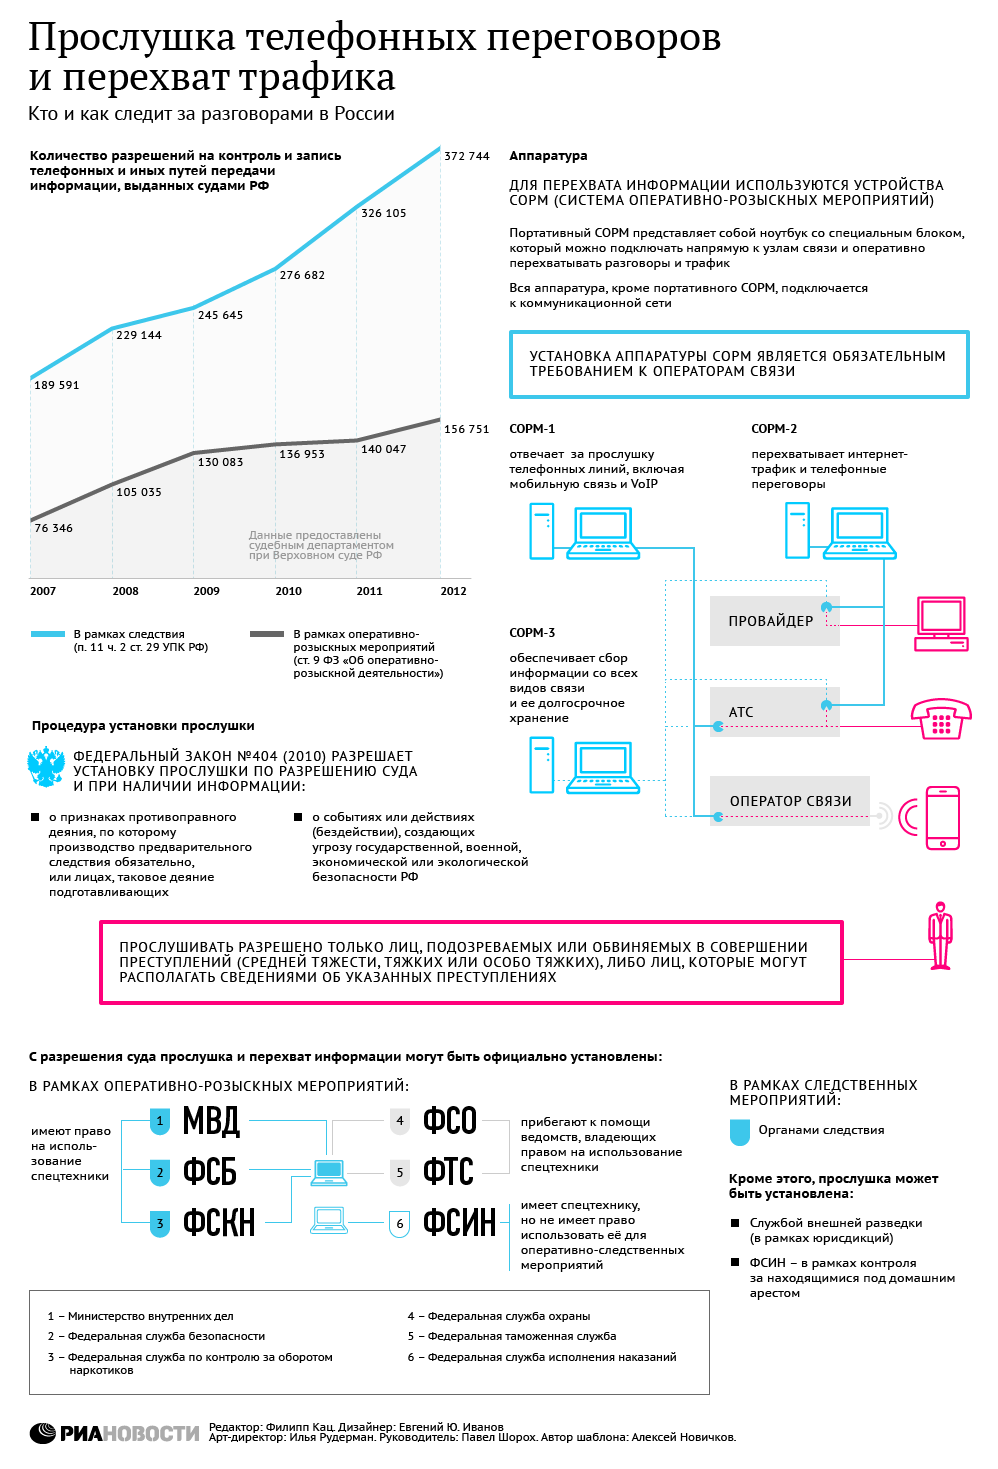 Прослушка телефонных переговоров
и перехват трафика
Кто и как следит за разговорами в России
Количество разрешений на контроль и запись
телефонных и иных путей передачи
информации, выданных судами РФ
372 744
326 105
276 682
245 645
229 144
189 591
156 751
140 047
136 953
130 083
105 035
76 346
Данные предоставлены
судебным департаментом
при Верховном суде РФ
2007
2008
2009
2010
2011
2012
В рамках следствия
(п. 11 ч. 2 ст. 29 УПК РФ)
В рамках оперативно-
розыскных мероприятий
(ст. 9 ФЗ «Об оперативно-
розыскной деятельности»)
Аппаратура
ДЛЯ ПЕРЕХВАТА ИНФОРМАЦИИ ИСПОЛЬЗУЮТСЯ УСТРОЙСТВА
СОРМ (СИСТЕМА ОПЕРАТИВНО-РОЗЫСКНЫХ МЕРОПРИЯТИЙ)
Портативный СОРМ представляет собой ноутбук со специальным блоком,
который можно подключать напрямую к узлам связи и оперативно
перехватывать разговоры и трафик
Вся аппаратура, кроме портативного СОРМ, подключается
к коммуникационной сети
УСТАНОВКА АППАРАТУРЫ СОРМ ЯВЛЯЕТСЯ ОБЯЗАТЕЛЬНЫМ
ТРЕБОВАНИЕМ К ОПЕРАТОРАМ СВЯЗИ
СОРМ-1
отвечает за прослушку
телефонных линий, включая
мобильную связь и VoIP
СОРМ-2
перехватывает интернет-
трафик и телефонные
переговоры
СОРМ-3
обеспечивает сбор
информации со всех
видов связи
и ее долгосрочное
хранение
ПРОВАЙДЕР
АТС
ОПЕРАТОР СВЯЗИ
Процедура установки прослушки
ФЕДЕРАЛЬНЫЙ ЗАКОН №404 (2010) РАЗРЕШАЕТ
УСТАНОВКУ ПРОСЛУШКИ ПО РАЗРЕШЕНИЮ СУДА
И ПРИ НАЛИЧИИ ИНФОРМАЦИИ:
о признаках противоправного
деяния, по которому
производство предварительного
следствия обязательно,
или лицах, таковое деяние
подготавливающих
о событиях или действиях
(бездействии), создающих
угрозу государственной, военной,
экономической или экологической
безопасности РФ
ПРОСЛУШИВАТЬ РАЗРЕШЕНО ТОЛЬКО ЛИЦ, ПОДОЗРЕВАЕМЫХ ИЛИ ОБВИНЯЕМЫХ В СОВЕРШЕНИИ
ПРЕСТУПЛЕНИЙ (СРЕДНЕЙ ТЯЖЕСТИ, ТЯЖКИХ ИЛИ ОСОБО ТЯЖКИХ), ЛИБО ЛИЦ, КОТОРЫЕ МОГУТ
РАСПОЛАГАТЬ СВЕДЕНИЯМИ ОБ УКАЗАННЫХ ПРЕСТУПЛЕНИЯХ
С разрешения суда прослушка и перехват информации могут быть официально установлены:
В РАМКАХ ОПЕРАТИВНО-РОЗЫСКНЫХ МЕРОПРИЯТИЙ:
имеют право
на исполь-
зование
спецтехники
1 МВД
2 ФСБ
3 ФСКН
4 ФСО
5 ФТС
6 ФСИН
прибегают к помощи
ведомств, владеющих
правом на использование
спецтехники
имеет спецтехнику,
но не имеет право
использовать её для
оперативно-следственных
мероприятий
В РАМКАХ СЛЕДСТВЕННЫХ
МЕРОПРИЯТИЙ:
Органами следствия
Кроме этого, прослушка может
быть установлена:
Службой внешней разведки
(в рамках юрисдикций)
ФСИН – в рамках контроля
за находящимися под домашним
арестом
1 – Министерство внутренних дел
2 – Федеральная служба безопасности
3 – Федеральная служба по контролю за оборотом
наркотиков
4 – Федеральная служба охраны
5 – Федеральная таможенная служба
6 – Федеральная служба исполнения наказаний
РИАНОВОСТИ
Редактор: Филипп Кац. Дизайнер: Евгений Ю. Иванов
Арт-директор: Илья Рудерман. Руководитель: Павел Шорох. Автор шаблона: Алексей Новичков.